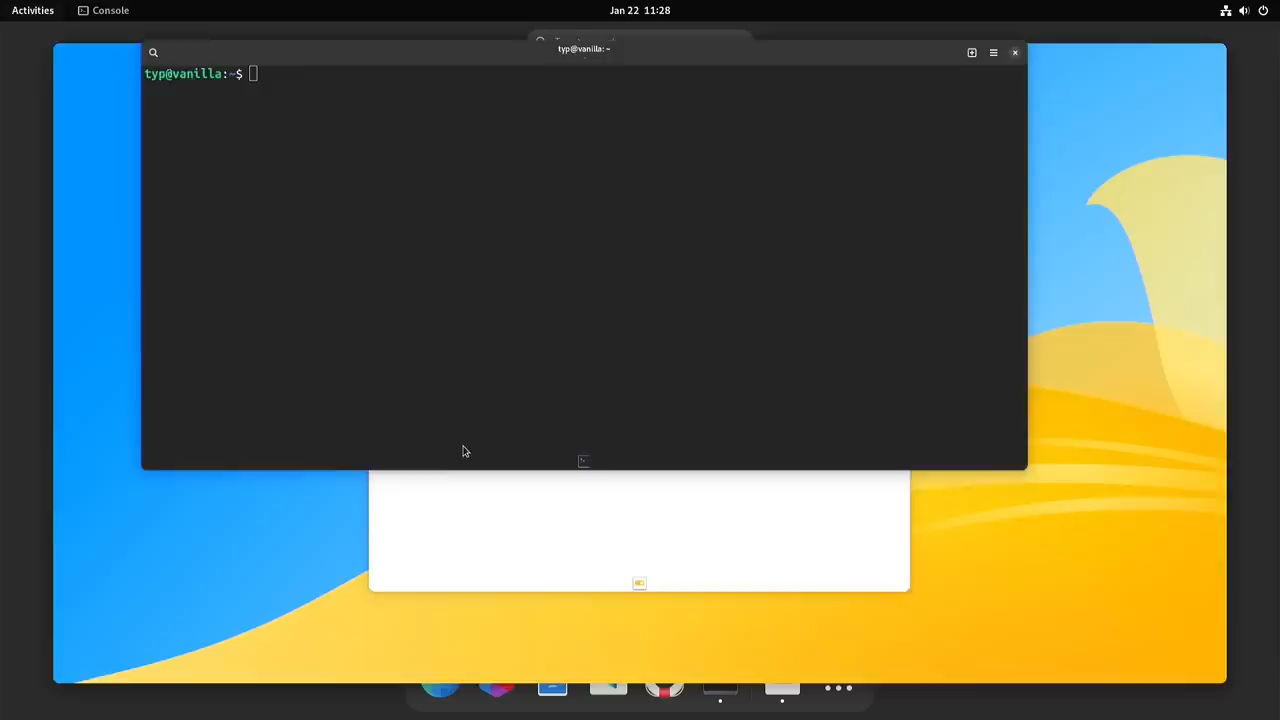 Activities
Console
Jan 22 11:28
typ@vanilla: ~
typ@vanilla:~$